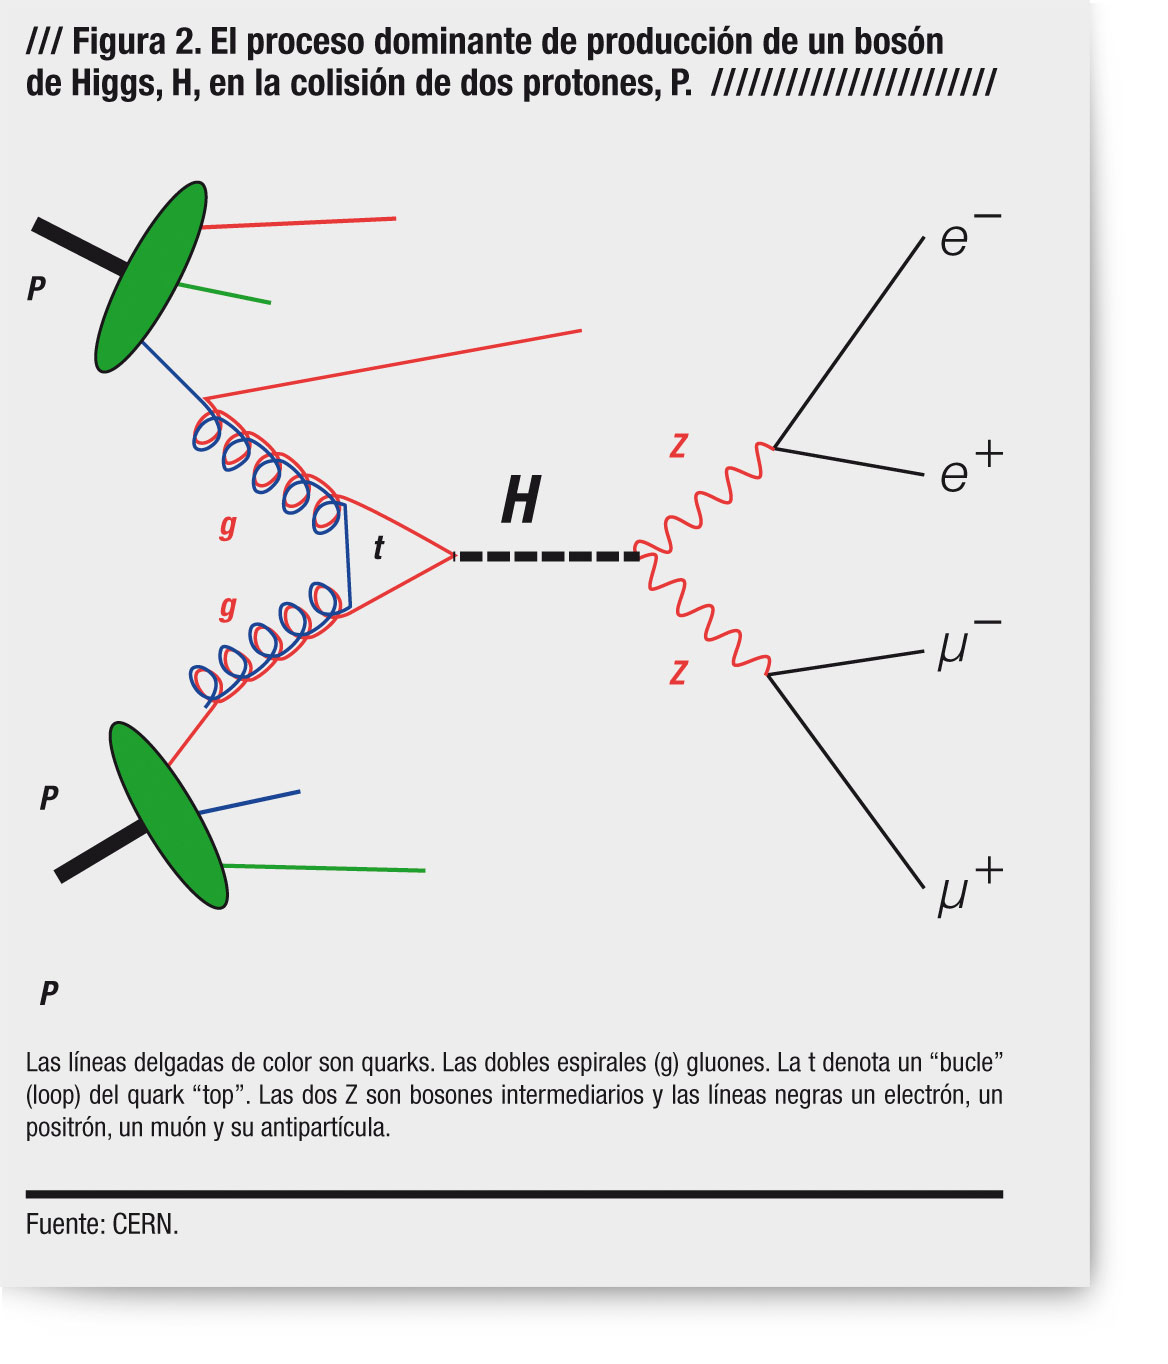 /// Figura 2. El proceso dominante de producción de un bosón
de Higgs, H, en la colisión de dos protones, P. ///////////////////////
P
e−
z
e+
H
g
t
g
μ−
z
P
μ+
P
Las líneas delgadas de color son quarks. Las dobles espirales (g) gluones. La t denota un “bucle”
(loop) del quark “top”. Las dos Z son bosones intermediarios y las líneas negras un electrón, un
positrón, un muón y su antipartícula.
Fuente: CERN.